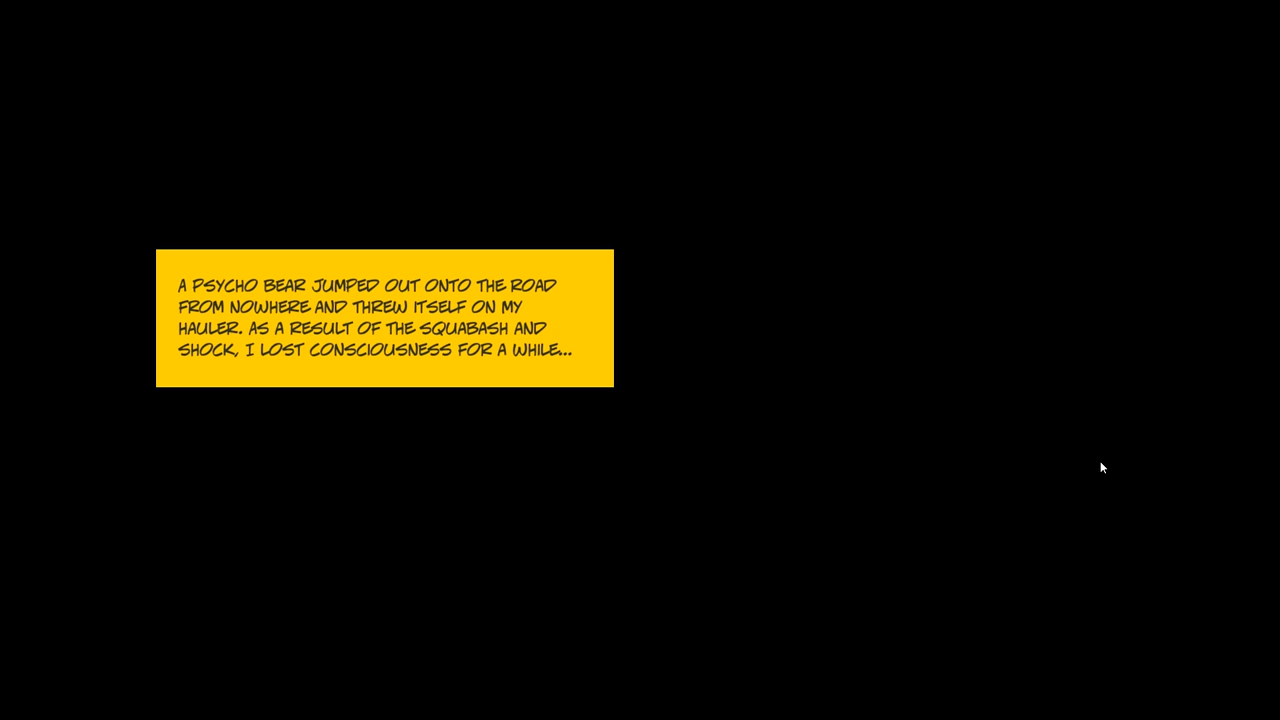 A PSYCHO BEAR JUMPED OUT ONTO THE ROAD
FROM NOWHERE AND THREW ITSELF ON MY
HAULER. AS A RESULT OF THE SQUABASH AND
SHOCK, I LOST CONSCIOUSNESS FOR A WHILE...